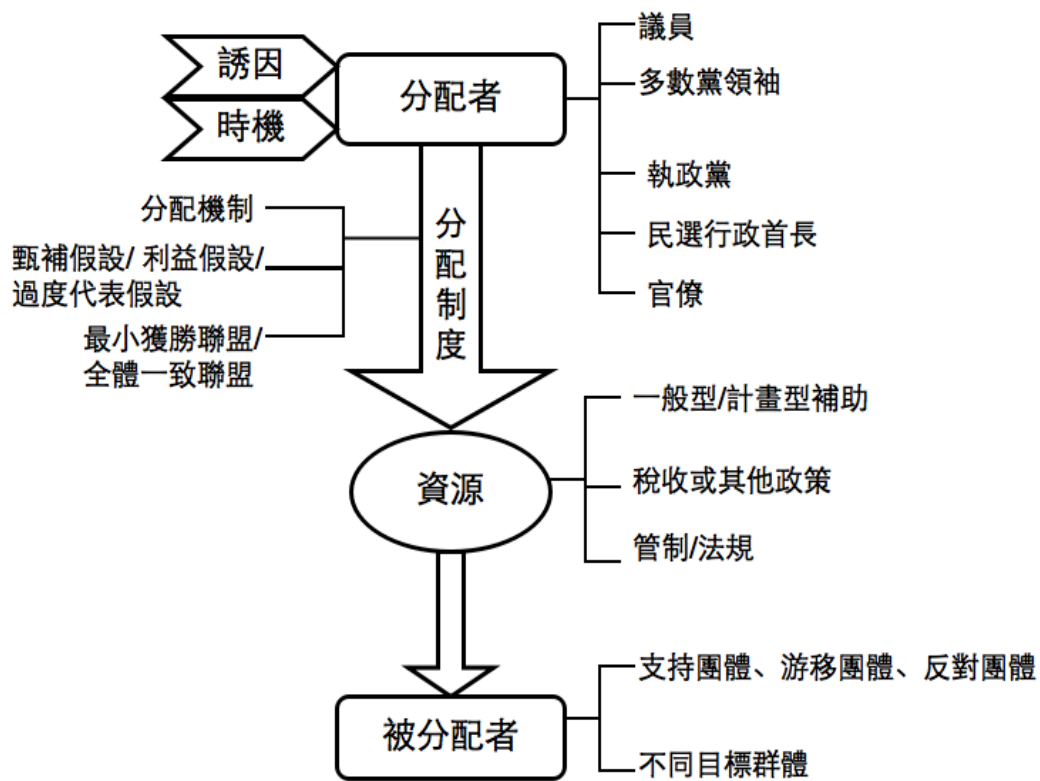 誘因
時機
分配者
議員
多數黨領袖
執政黨
民選行政首長
官僚
分配機制
甄補假設/ 利益假設/
過度代表假設
最小獲勝聯盟/
全體一致聯盟
分配制度
資源
一般型/計畫型補助
稅收或其他政策
管制/法規
被分配者
支持團體、游移團體、反對團體
不同目標群體